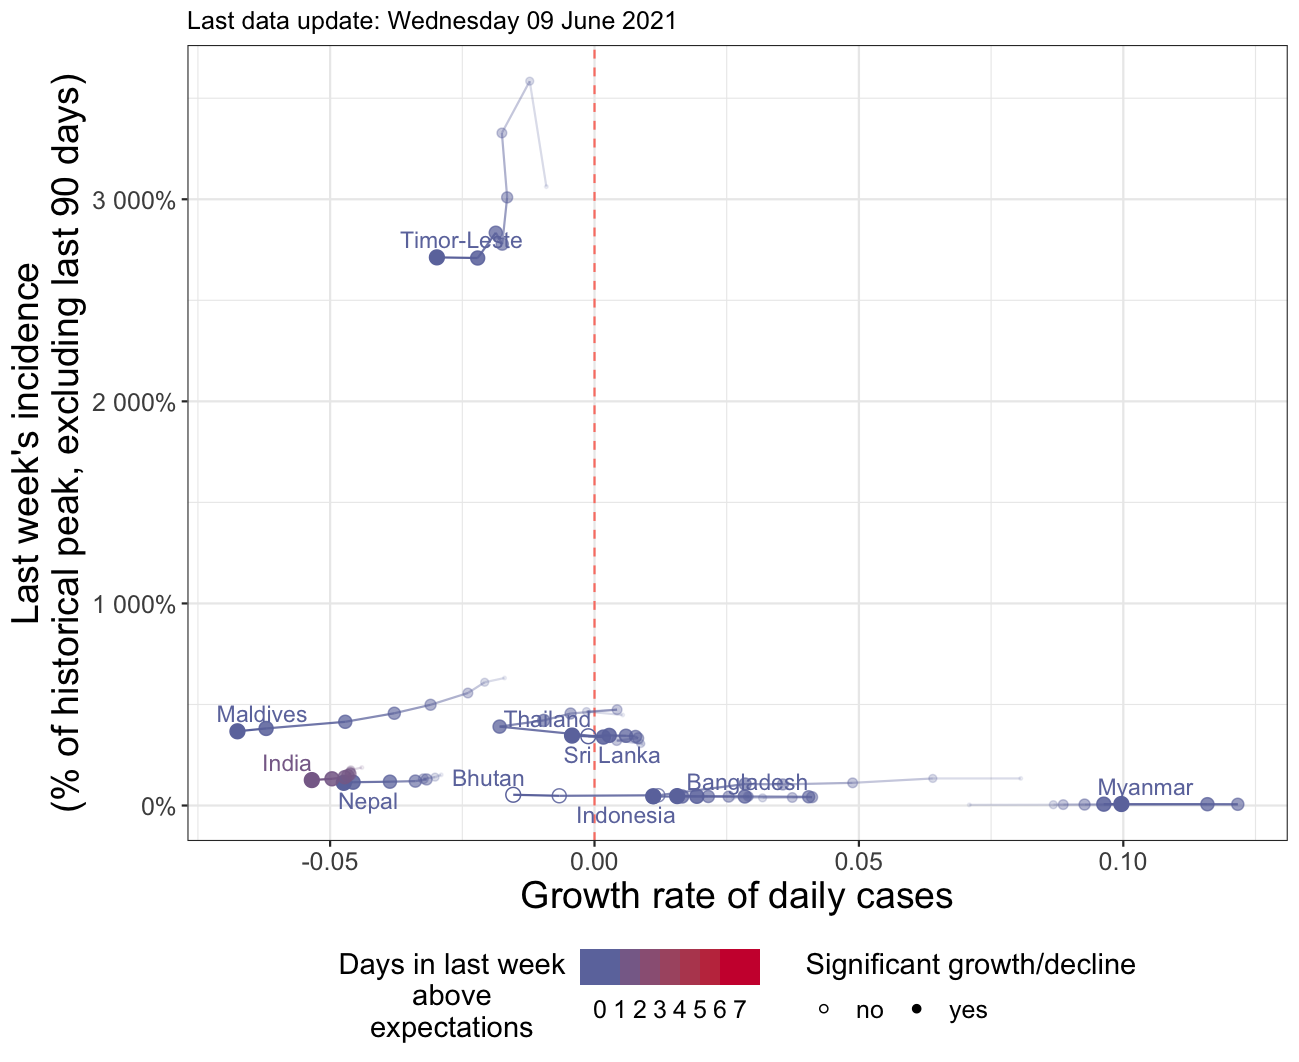 Last data update: Wednesday 09 June 2021
Last week's incidence
(% of historical peak, excluding last 90 days)
3 000%
2 000%
1 000%
0%
Timor-Leste
Maldives
Thailand
Sri Lanka
India
Nepal
Bhutan
Bangladesh
Indonesia
Myanmar
-0.05
0.00
0.05
0.10
Growth rate of daily cases
Days in last week
above
expectations
0 1 2 3 4 5 6 7
Significant growth/decline
no
yes